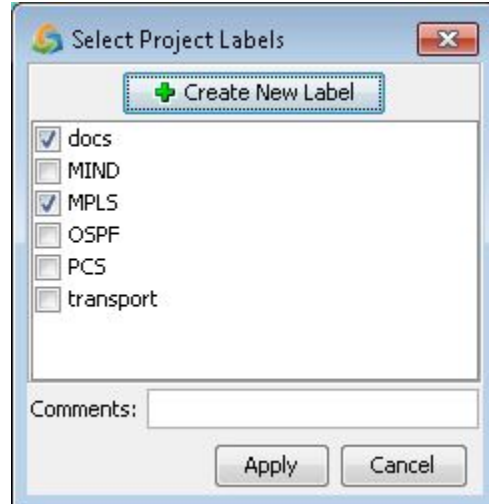 Select Project Labels
Create New Label
docs
MIND
MPLS
OSPF
PCS
transport
Comments:
Apply Cancel